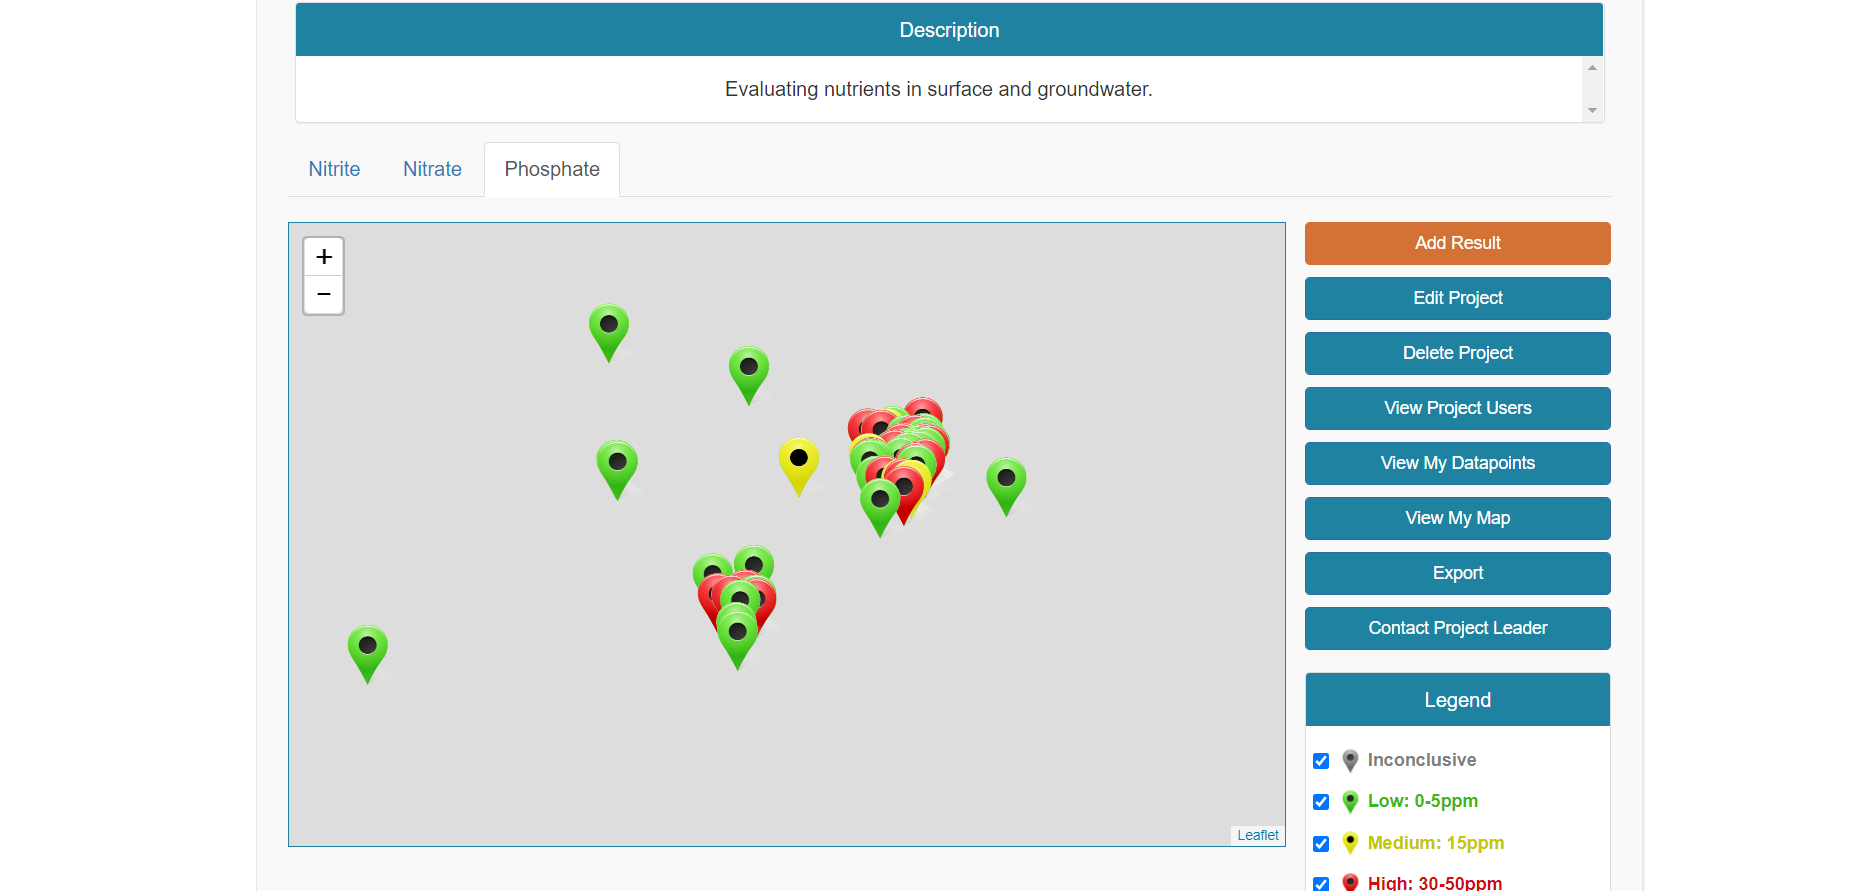 Description
Evaluating nutrients in surface and groundwater.
Nitrite
Nitrate
Phosphate
+
−
Add Result
Edit Project
Delete Project
View Project Users
View My Datapoints
View My Map
Export
Contact Project Leader
Legend
Inconclusive
Low: 0-5ppm
Medium: 15ppm
High: 30-50ppm
Leaflet